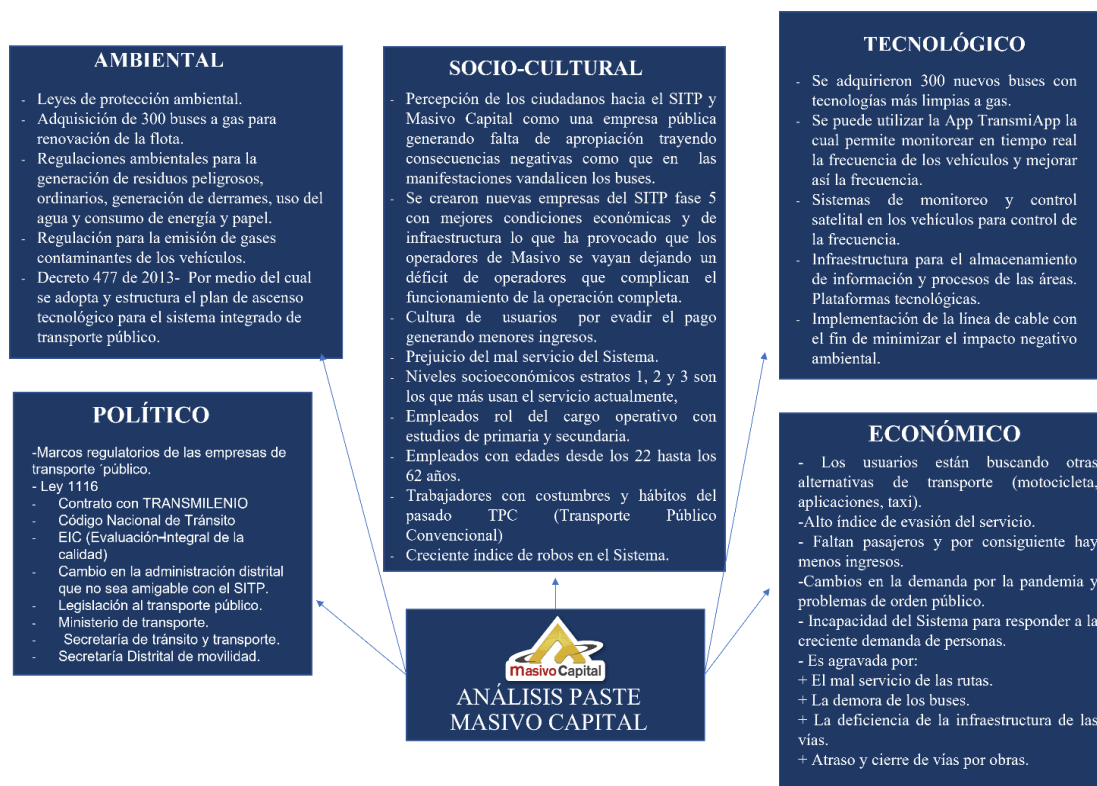 AMBIENTAL
- Leyes de protección ambiental.
- Adquisición de 300 buses a gas para
renovación de la flota.
- Regulaciones ambientales para la
generación de residuos peligrosos,
ordinarios, generación de derrames, uso del
agua y consumo de energía y papel.
- Regulación para la emisión de gases
contaminantes de los vehículos.
- Decreto 477 de 2013- Por medio del cual
se adopta y estructura el plan de ascenso
tecnológico para el sistema integrado de
transporte público.
POLÍTICO
-Marcos regulatorios de las empresas de
transporte ´público.
- Ley 1116
- Contrato con TRANSMILENIO
- Código Nacional de Tránsito
- EIC (Evaluación-Integral de la
calidad)
- Cambio en la administración distrital
que no sea amigable con el SITP.
- Legislación al transporte público.
- Ministerio de transporte.
- Secretaría de tránsito y transporte.
- Secretaría Distrital de movilidad.
SOCIO-CULTURAL
- Percepción de los ciudadanos hacia el SITP y
Masivo Capital como una empresa pública
generando falta de apropiación trayendo
consecuencias negativas como que en las
manifestaciones vandalicen los buses.
- Se crearon nuevas empresas del SITP fase 5
con mejores condiciones económicas y de
infraestructura lo que ha provocado que los
operadores de Masivo se vayan dejando un
déficit de operadores que complican el
funcionamiento de la operación completa.
- Cultura de usuarios por evadir el pago
generando menores ingresos.
- Prejuicio del mal servicio del Sistema.
- Niveles socioeconómicos estratos 1, 2 y 3 son
los que más usan el servicio actualmente,
- Empleados rol del cargo operativo con
estudios de primaria y secundaria.
- Empleados con edades desde los 22 hasta los
62 años.
- Trabajadores con costumbres y hábitos del
pasado TPC (Transporte Público
Convencional)
- Creciente índice de robos en el Sistema.
masivo Capital
ANÁLISIS PASTE
MASIVO CAPITAL
TECNOLÓGICO
- Se adquirieron 300 nuevos buses con
tecnologías más limpias a gas.
- Se puede utilizar la App TransmiApp la
cual permite monitorear en tiempo real
la frecuencia de los vehículos y mejorar
así la frecuencia.
- Sistemas de monitoreo y control
satelital en los vehículos para control de
la frecuencia.
- Infraestructura para el almacenamiento
de información y procesos de las áreas.
Plataformas tecnológicas.
- Implementación de la línea de cable con
el fin de minimizar el impacto negativo
ambiental.
ECONÓMICO
- Los usuarios están buscando otras
alternativas de transporte (motocicleta,
aplicaciones, taxi).
-Alto índice de evasión del servicio.
- Faltan pasajeros y por consiguiente hay
menos ingresos.
-Cambios en la demanda por la pandemia y
problemas de orden público.
- Incapacidad del Sistema para responder a la
creciente demanda de personas.
- Es agravada por:
+ El mal servicio de las rutas.
+ La demora de los buses.
+ La deficiencia de la infraestructura de las
vías.
+ Atraso y cierre de vías por obras.